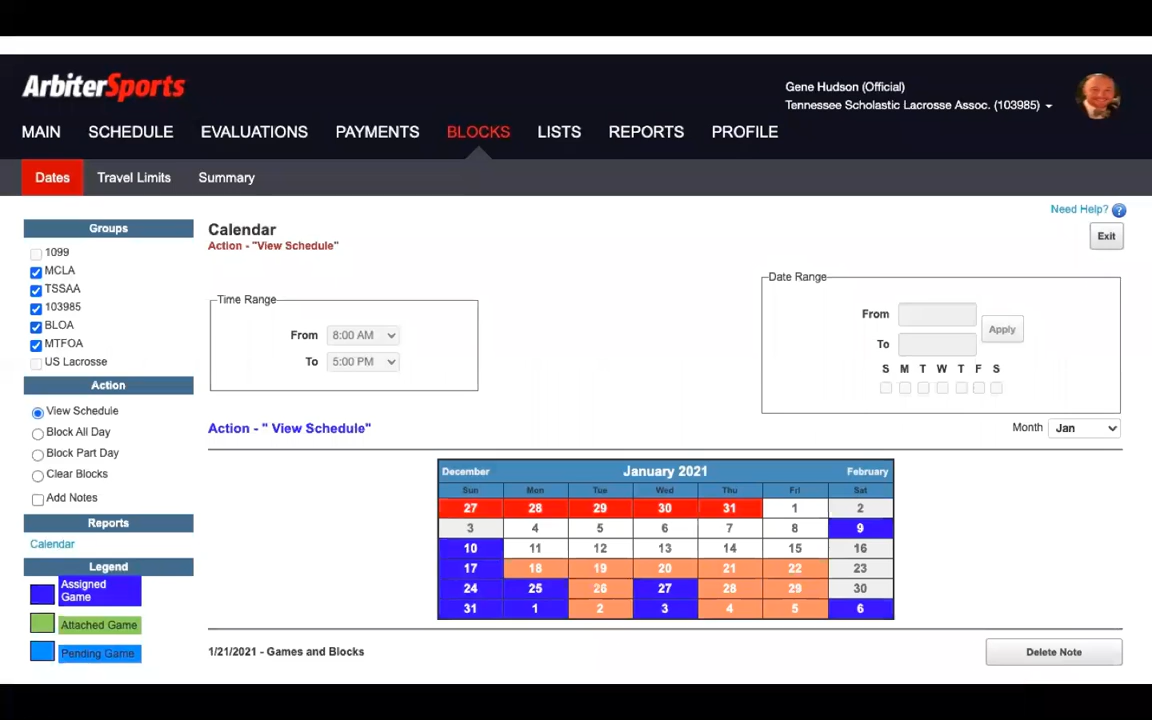 ArbiterSports
Gene Hudson (Official)
Tennessee Scholastic Lacrosse Assoc. (103985)
MAIN SCHEDULE EVALUATIONS PAYMENTS BLOCKS LISTS REPORTS PROFILE
Dates Travel Limits Summary
Need Help? ?
Exit
Groups
1099
MCLA
TSSAA
103985
BLOA
MTFOA
US Lacrosse
Action
View Schedule
Block All Day
Block Part Day
Clear Blocks
Add Notes
Reports
Calendar
Legend
Assigned
Game
Attached Game
Pending Game
Calendar
Action - "View Schedule"
Time Range
From 8:00 AM
To 5:00 PM
Date Range
From
To
Apply
S M T W T F S
Action - " View Schedule"
Month Jan
December January 2021 February
Sun Mon Tue Wed Thu Fri Sat
27 28 29 30 31 1 2
3 4 5 6 7 8 9
10 11 12 13 14 15 16
17 18 19 20 21 22 23
24 25 26 27 28 29 30
31 1 2 3 4 5 6
1/21/2021 - Games and Blocks
Delete Note